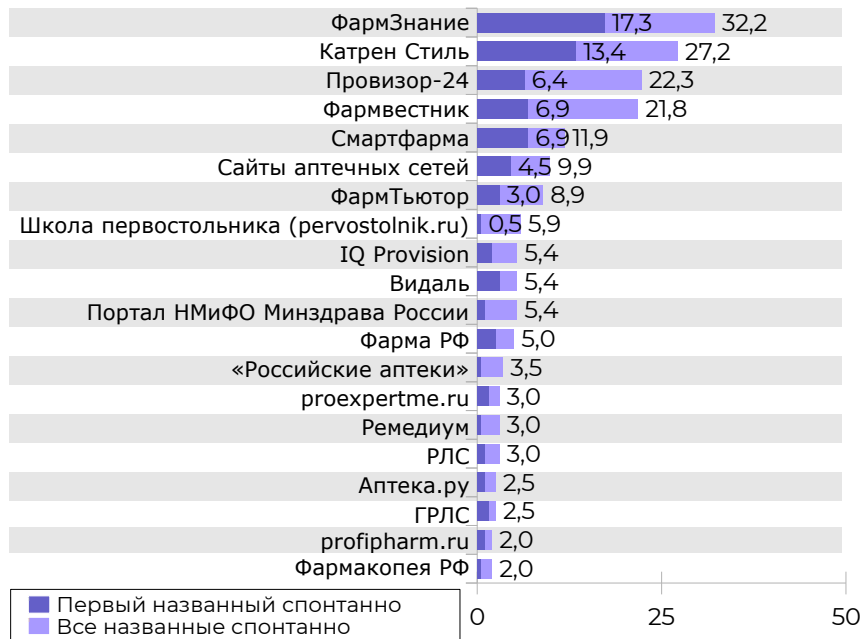 ФармЗнание 17,3 32,2
Катрен Стиль 13,4 27,2
Провизор-24 6,4 22,3
Фармвестник 6,9 21,8
Смартфарма 6,9 11,9
Сайты аптечных сетей 4,5 9,9
ФармТьютор 3,0 8,9
Школа первостольника (pervostolnik.ru) 0,5 5,9
IQ Provision 5,4
Видаль 5,4
Портал НМиФО Минздрава России 5,4
Фарма РФ 5,0
«Российские аптеки» 3,5
proexpertme.ru 3,0
Ремедиум 3,0
РЛС 3,0
Аптека.ру 2,5
ГРЛС 2,5
profipharm.ru 2,0
Фармакопея РФ 2,0
0 25 50
Первый названный спонтанно
Все названные спонтанно